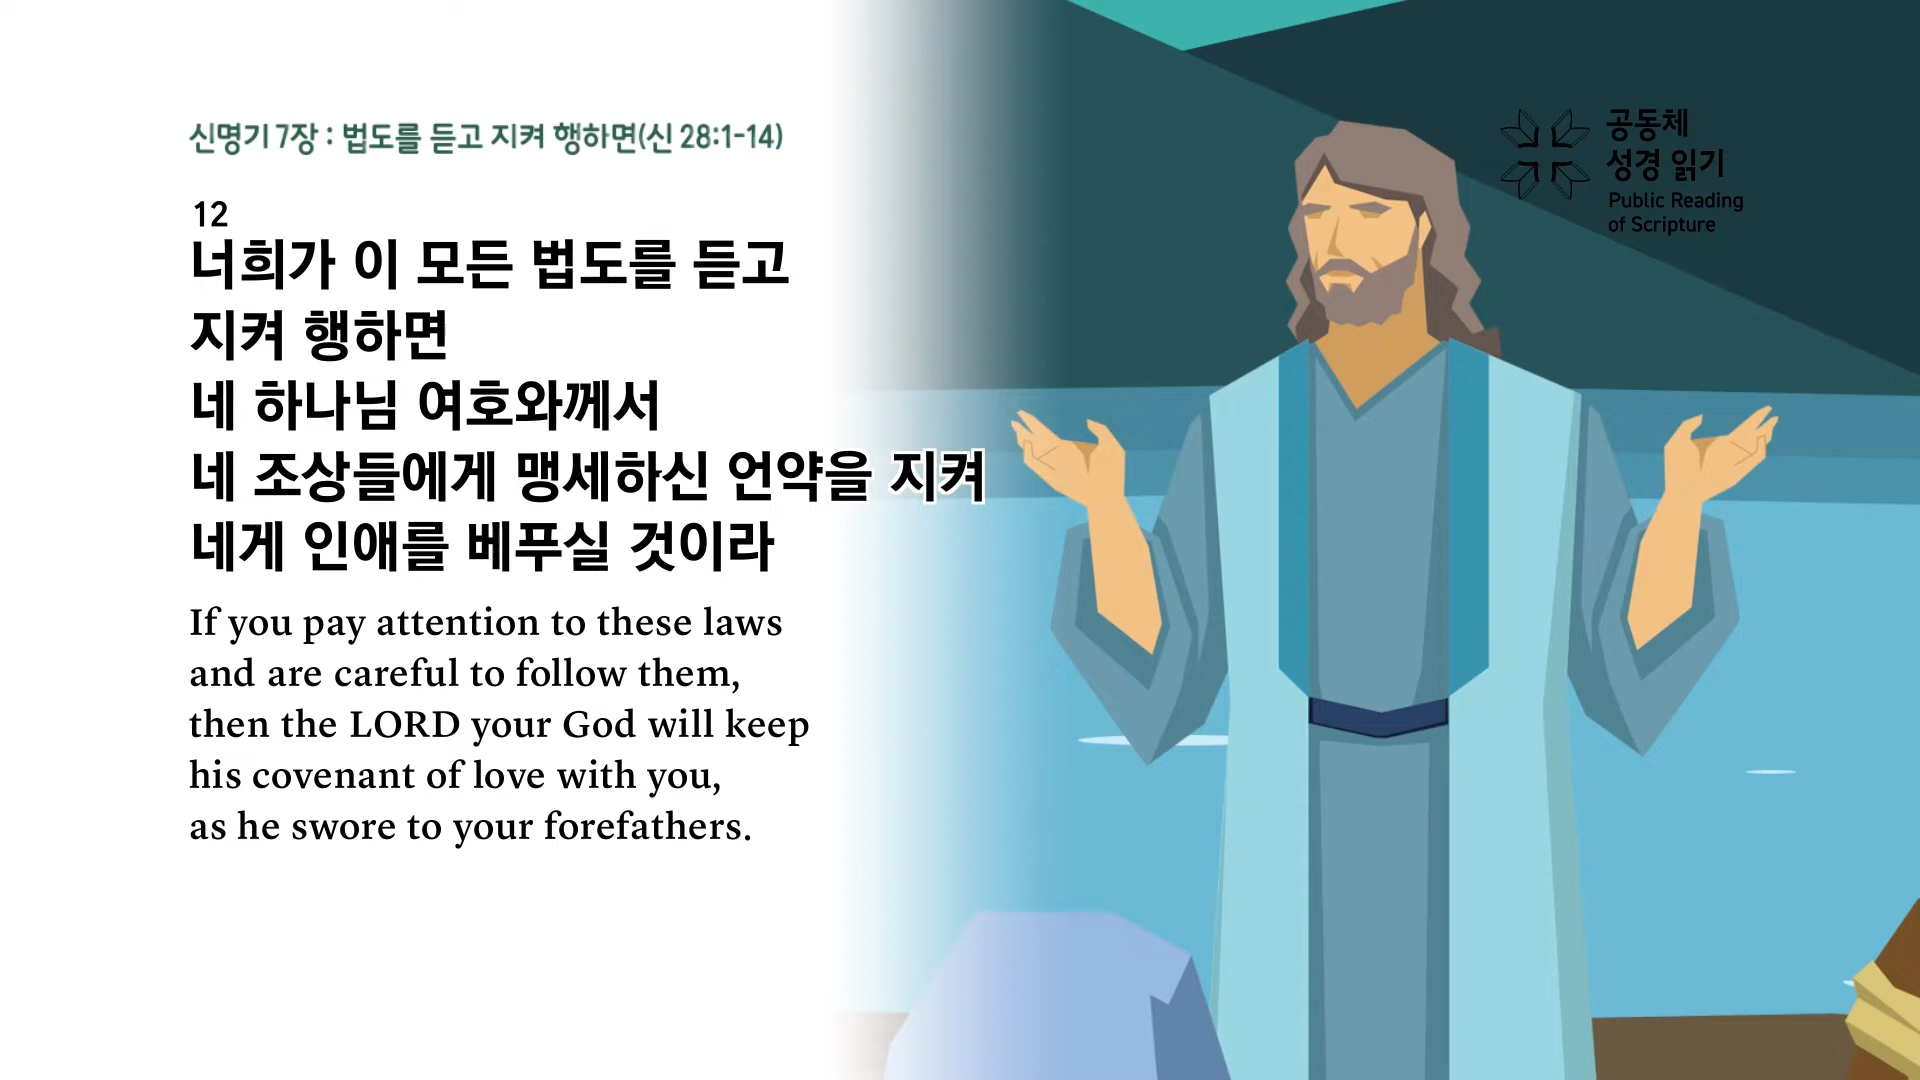 신명기 7장 : 법도를 듣고 지켜 행하면(신 28:1-14)
12
너희가 이 모든 법도를 듣고
지켜 행하면
네 하나님 여호와께서
네 조상들에게 맹세하신 언약을 지켜
네게 인애를 베푸실 것이라
If you pay attention to these laws
and are careful to follow them,
then the LORD your God will keep
his covenant of love with you,
as he swore to your forefathers.
공동체
성경 읽기
Public Reading
of Scripture